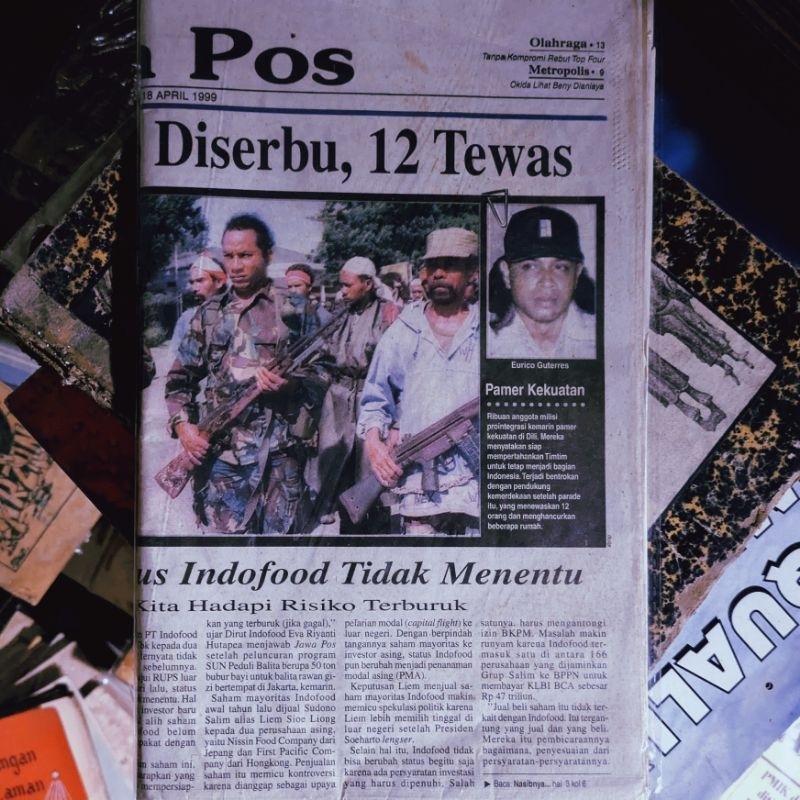 Pos
18 APRIL 1999
Olahraga • 13
Tanpa Kompromi Rebut Top Four
Metropolis • 9
Okida Lihat Beny Dianiaya
Diserbu, 12 Tewas
Eurico Guterres
Pamer Kekuatan
Ribuan anggota milisi
prointegrasi kemarin pamer
kekuatan di Dili. Mereka
menyatakan siap
mempertahankan Timtim
untuk tetap menjadi bagian
Indonesia. Terjadi bentrokan
dengan pendukung
kemerdekaan setelah parade
itu, yang menewaskan 12
orang dan menghancurkan
beberapa rumah.
us Indofood Tidak Menentu
Kita Hadapi Risiko Terburuk
PT Indofood
bk kepada dua
ernyata tidak
ui RUPS luar
lalu, status
menentu. Hal
investor baru
alih saham
food belum
pakat dengan
saham ini.
arapkan yang
mempersiap-
kan yang terburuk (jika gagal),"
ujar Dirut Indofood Eva Riyanti
Hutapea menjawab Jawa Pos
setelah peluncuran program
SUN Peduli Balita berupa 50 ton
bubur bayi untuk balita rawan gi-
zi bertempat di Jakarta, kemarin.
Saham mayoritas Indofood
awal tahun lalu dijual Sudono
Salim alias Liem Sioe Liong
kepada dua perusahaan asing,
yaitu Nissin Food Company dari
Jepang dan First Pacific Com-
pany dari Hongkong. Penjualan
saham itu memicu kontroversi
karena dianggap sebagai upaya
pelarian modal (capital flight) ke
luar negeri. Dengan berpindah
tangannya saham mayoritas ke
investor asing, status Indofood
pun berubah menjadi penanaman
modal asing (PMA).
Keputusan Liem menjual sa-
ham mayoritas Indofood makin
memicu spekulasi politik karena
Liem lebih memilih tinggal di
luar negeri setelah Presiden
Soeharto lengser.
Selain hal itu, Indofood tidak
bisa berubah status begitu saja
karena ada persyaratan investasi
yang harus dipenuhi. Salah
satunya, harus mengantongi
izin BKPM. Masalah makin
runyam karena Indofood ter-
masuk satu di antara 166
perusahaan yang dijaminkan
Grup Salim ke BPPN untuk
membayar KLBI BCA sebesar
Rp 47 triliun.
"Jual beli saham itu tidak ter-
kait dengan Indofood. Itu tergan-
tung yang jual dan yang beli.
Mereka itu pembicaraannya
bagaimana, penyesuaian dari
persyaratan-persyaratannya.
▶ Baca Nasibnya... hal 3 kol 6
QUALI
ngan
aman